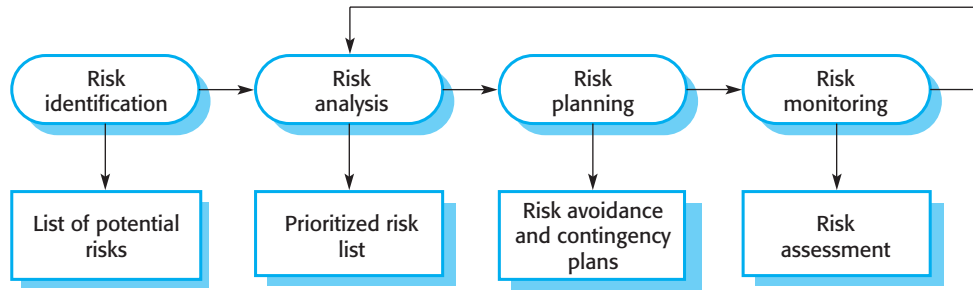 Risk
identification
Risk
analysis
Risk
planning
Risk
monitoring
List of potential
risks
Prioritized risk
list
Risk avoidance
and contingency
plans
Risk
assessment